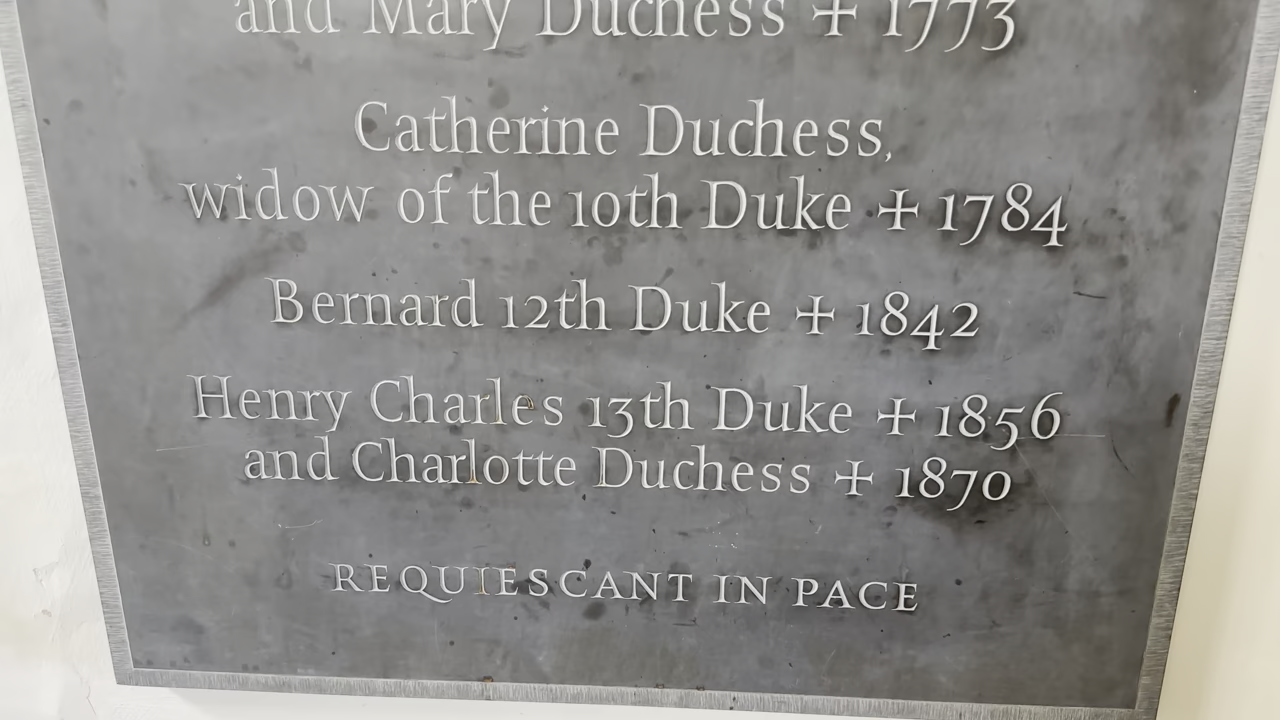 and Mary Duchess + 1773
Catherine Duchess,
widow of the 10th Duke + 1784
Bernard 12th Duke + 1842
Henry Charles 13th Duke + 1856
and Charlotte Duchess + 1870
REQUIESCANT IN PACE